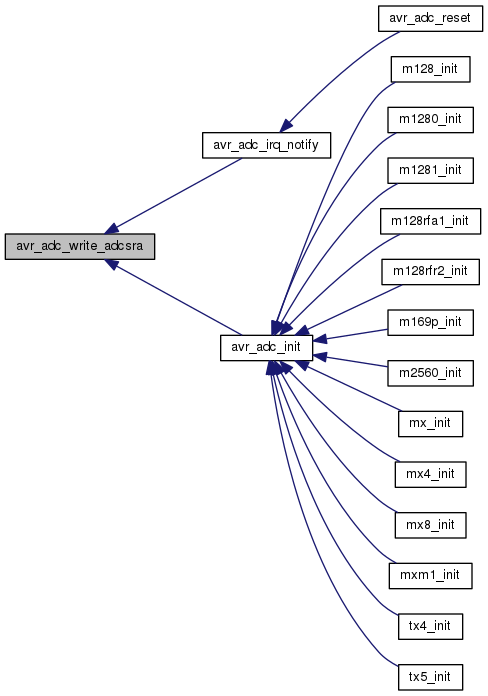 avr_adc_reset
m128_init
m1280_init
avr_adc_irq_notify
m1281_init
m128rfa1_init
avr_adc_write_adcsra
m128rfr2_init
m169p_init
avr_adc_init
m2560_init
mx_init
mx4_init
mx8_init
mxm1_init
tx4_init
tx5_init